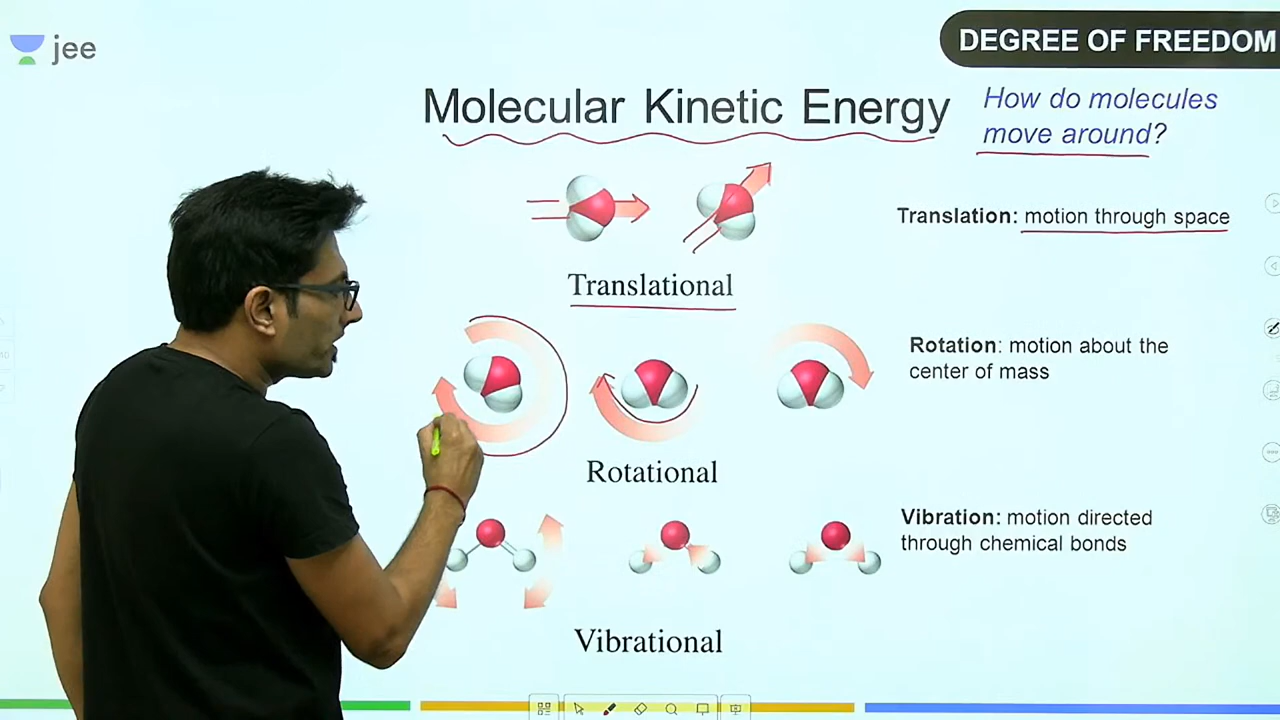 jee
DEGREE OF FREEDOM
Molecular Kinetic Energy
How do molecules
move around?
Translation: motion through space
Translational
Rotation: motion about the
center of mass
Rotational
Vibration: motion directed
through chemical bonds
Vibrational